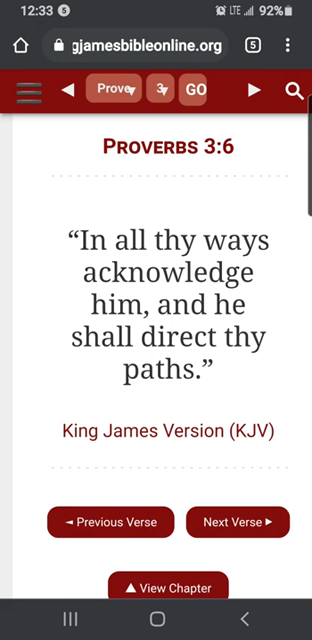 12:33 5 LTE 92%
gjamesbibleonline.org 5
Prove 3 GO
PROVERBS 3:6
“In all thy ways
acknowledge
him, and he
shall direct thy
paths.”
King James Version (KJV)
◄ Previous Verse Next Verse ►
▲ View Chapter